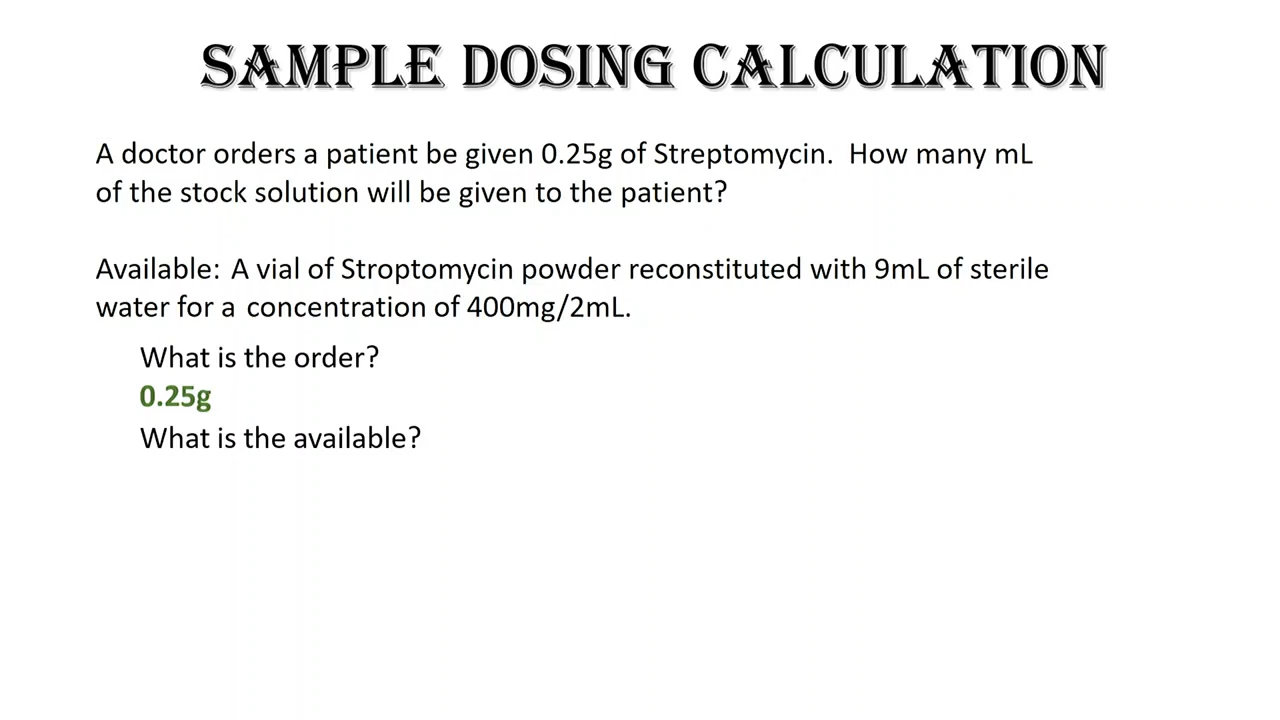 SAMPLE DOSING CALCULATION
A doctor orders a patient be given 0.25g of Streptomycin. How many mL
of the stock solution will be given to the patient?
Available: A vial of Stroptomycin powder reconstituted with 9mL of sterile
water for a concentration of 400mg/2mL.
What is the order?
0.25g
What is the available?